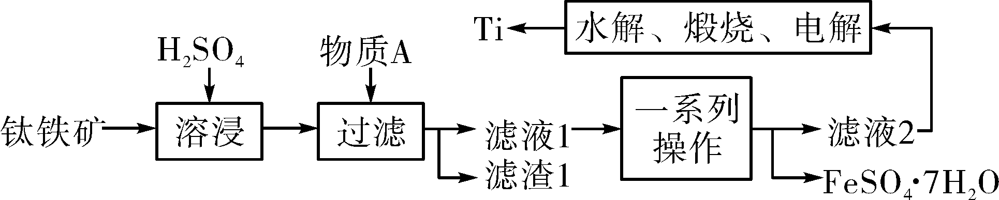 钛铁矿
H₂SO₄
溶浸
物质A
过滤
滤液1
滤渣1
一系列
操作
滤液2
FeSO₄·7H₂O
水解、煅烧、电解
Ti